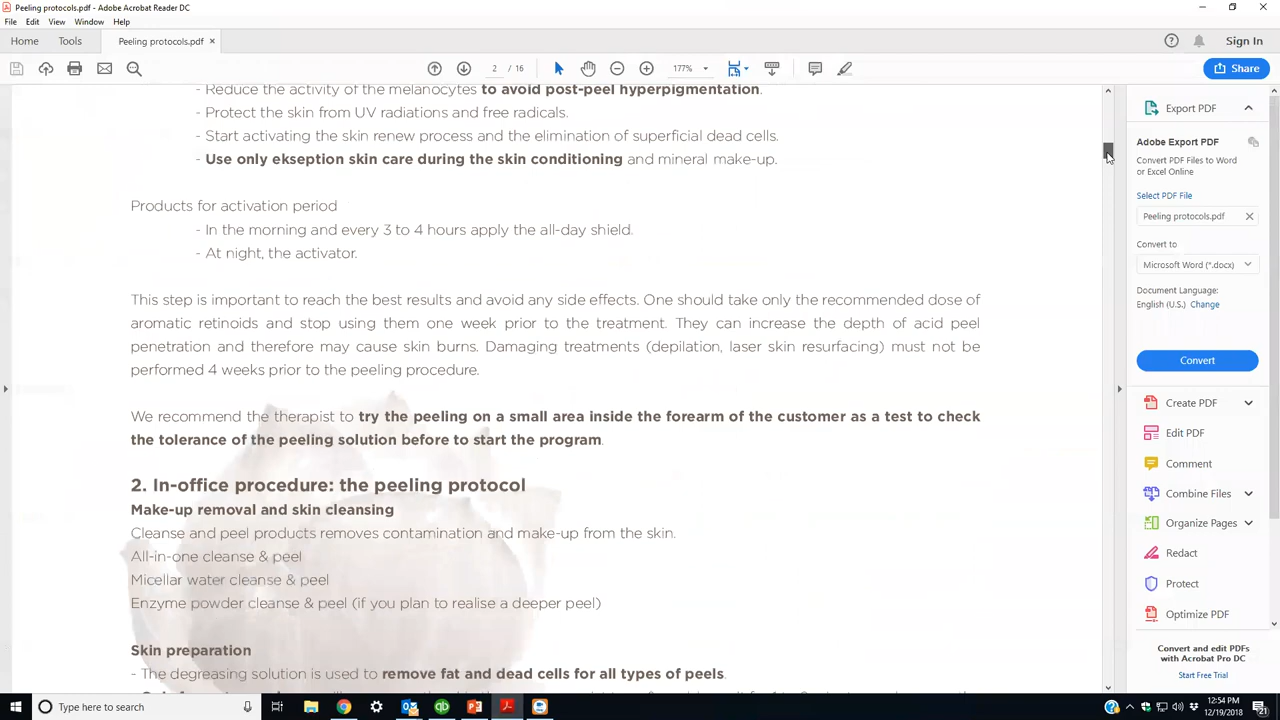 Peeling protocols.pdf - Adobe Acrobat Reader DC
File Edit View Window Help
Home Tools Peeling protocols.pdf × Sign In
2 / 16 177% Share
- Reduce the activity of the melanocytes to avoid post-peel hyperpigmentation.
- Protect the skin from UV radiations and free radicals.
- Start activating the skin renew process and the elimination of superficial dead cells.
- Use only ekseption skin care during the skin conditioning and mineral make-up.
Products for activation period
- In the morning and every 3 to 4 hours apply the all-day shield.
- At night, the activator.
This step is important to reach the best results and avoid any side effects. One should take only the recommended dose of
aromatic retinoids and stop using them one week prior to the treatment. They can increase the depth of acid peel
penetration and therefore may cause skin burns. Damaging treatments (depilation, laser skin resurfacing) must not be
performed 4 weeks prior to the peeling procedure.
We recommend the therapist to try the peeling on a small area inside the forearm of the customer as a test to check
the tolerance of the peeling solution before to start the program.
2. In-office procedure: the peeling protocol
Make-up removal and skin cleansing
Cleanse and peel products removes contamination and make-up from the skin.
All-in-one cleanse & peel
Micellar water cleanse & peel
Enzyme powder cleanse & peel (if you plan to realise a deeper peel)
Skin preparation
- The degreasing solution is used to remove fat and dead cells for all types of peels.
Export PDF
Adobe Export PDF
Convert PDF Files to Word
or Excel Online
Select PDF File
Peeling protocols.pdf
Convert to
Microsoft Word (*.docx)
Document Language:
English (U.S.) Change
Convert
Create PDF
Edit PDF
Comment
Combine Files
Organize Pages
Redact
Protect
Optimize PDF
Convert and edit PDFs
with Acrobat Pro DC
Start Free Trial
Type here to search
12:54 PM
12/19/2018
21